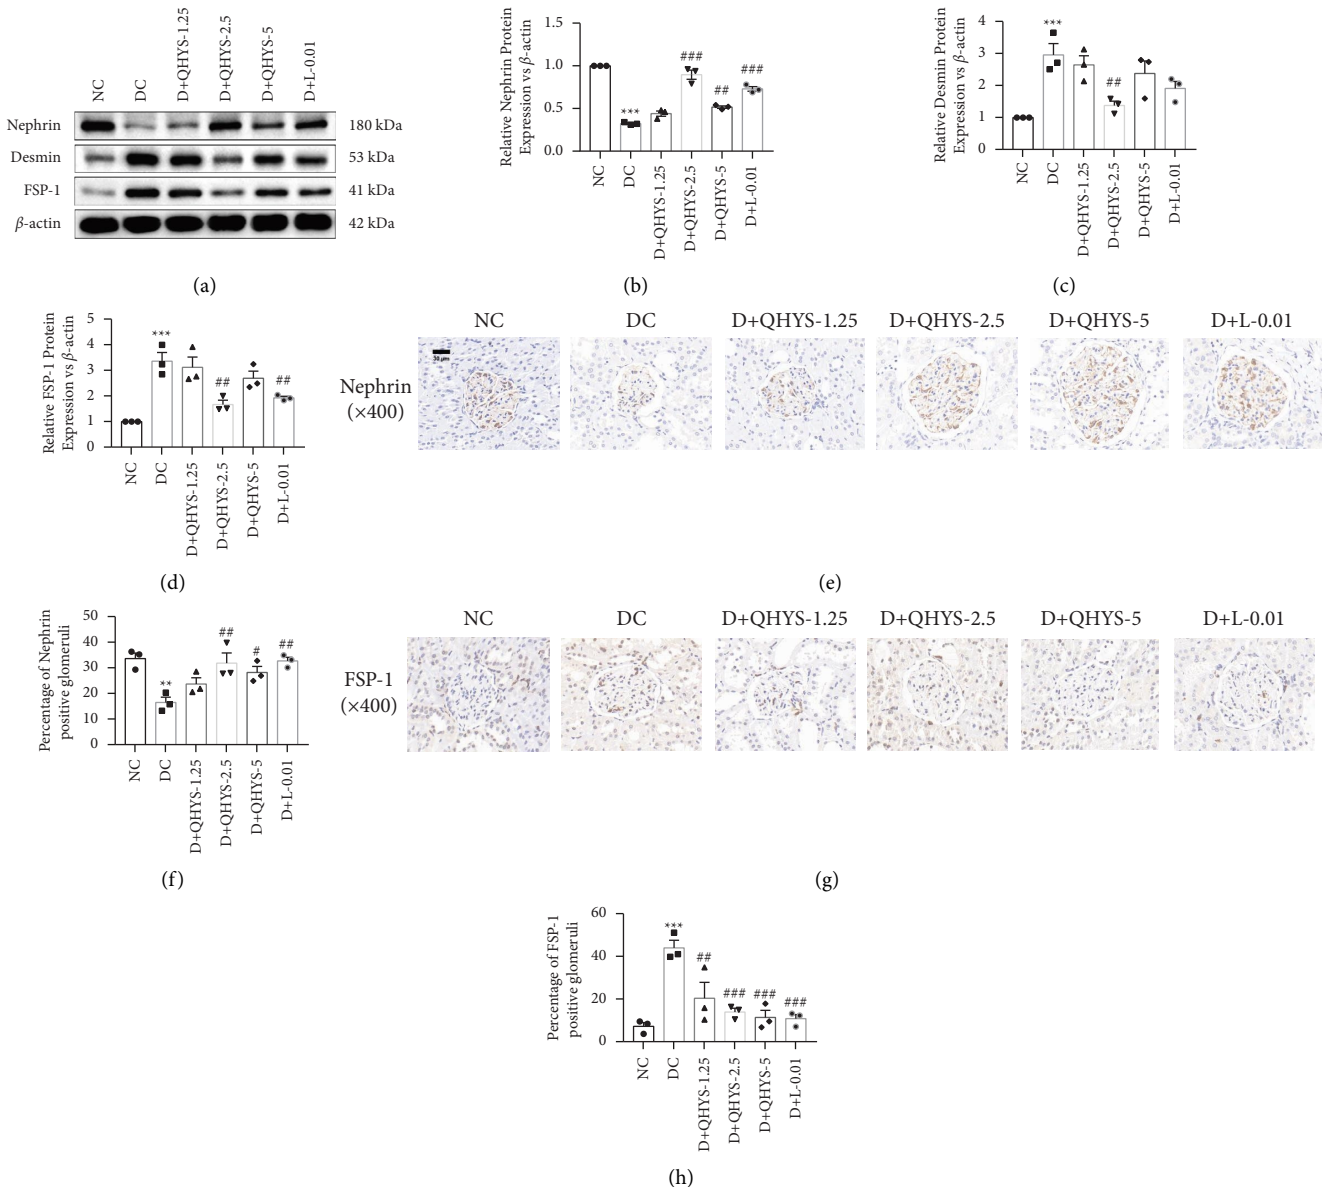 NC
DC
D+QHYS-1.25
D+QHYS-2.5
D+QHYS-5
D+L-0.01
Nephrin
180 kDa
Desmin
53 kDa
FSP-1
41 kDa
β-actin
42 kDa
(a)
Relative Nephrin Protein
Expression vs β-actin
1.5
1.0
0.5
0.0
***
###
##
###
NC
DC
D+QHYS-1.25
D+QHYS-2.5
D+QHYS-5
D+L-0.01
(b)
Relative Desmin Protein
Expression vs β-actin
4
3
2
1
0
***
##
NC
DC
D+QHYS-1.25
D+QHYS-2.5
D+QHYS-5
D+L-0.01
(c)
Relative FSP-1 Protein
Expression vs β-actin
5
4
3
2
1
0
***
##
##
NC
DC
D+QHYS-1.25
D+QHYS-2.5
D+QHYS-5
D+L-0.01
(d)
NC
DC
D+QHYS-1.25
D+QHYS-2.5
D+QHYS-5
D+L-0.01
Nephrin
(×400)
50 μm
(e)
Percentage of Nephrin
positive glomeruli
50
40
30
20
10
0
**
##
#
##
NC
DC
D+QHYS-1.25
D+QHYS-2.5
D+QHYS-5
D+L-0.01
(f)
NC
DC
D+QHYS-1.25
D+QHYS-2.5
D+QHYS-5
D+L-0.01
FSP-1
(×400)
(g)
Percentage of FSP-1
positive glomeruli
60
40
20
0
***
##
###
###
###
NC
DC
D+QHYS-1.25
D+QHYS-2.5
D+QHYS-5
D+L-0.01
(h)